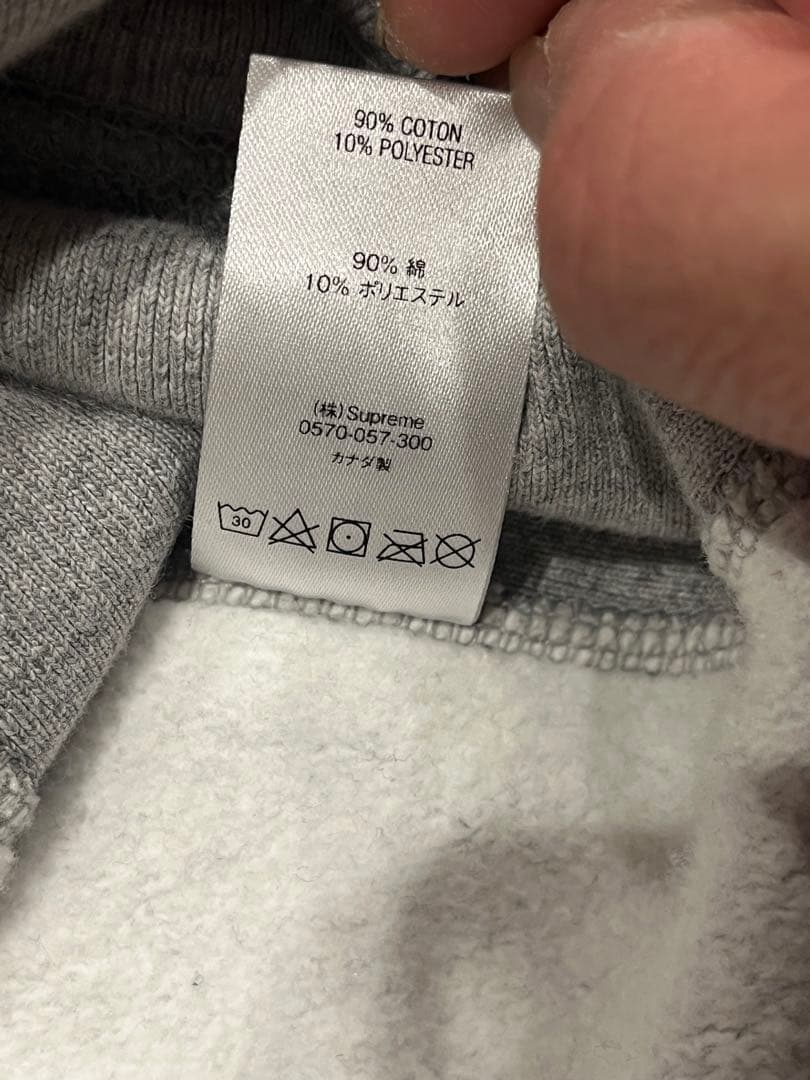 90% COTON
10% POLYESTER
90% 綿
10% ポリエステル
(株)Supreme
0570-057-300
カナダ製
30